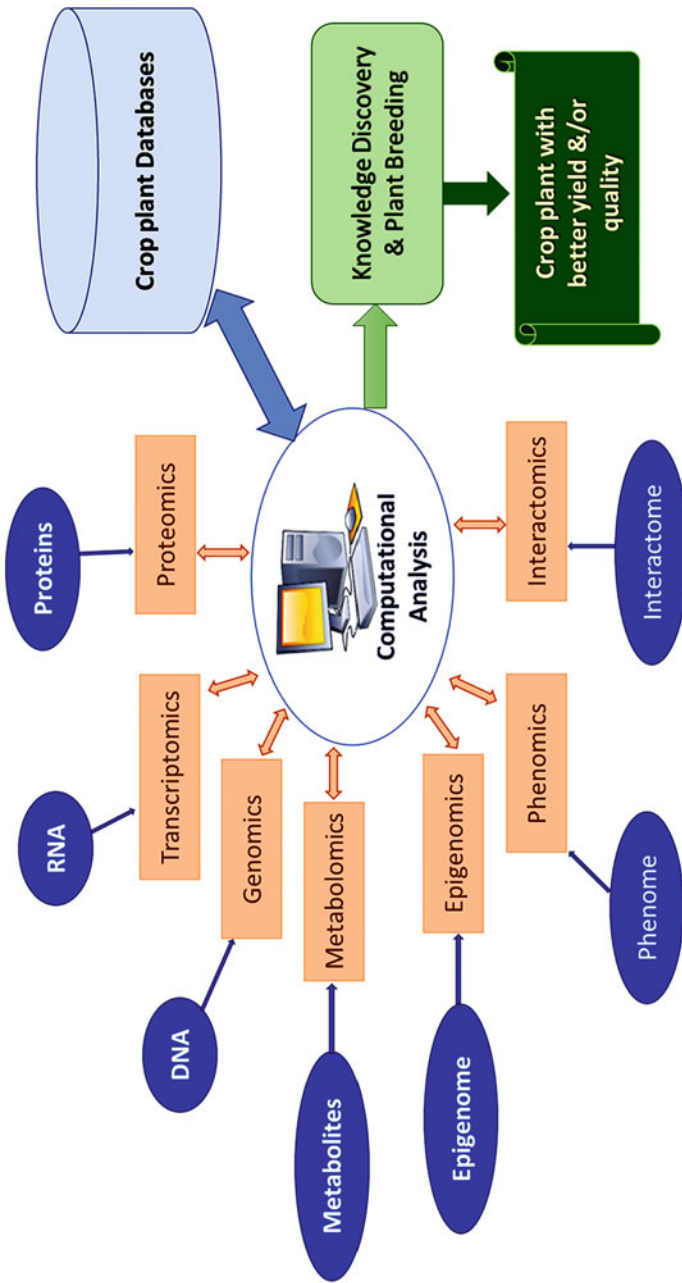 Proteins
RNA
DNA
Metabolites
Epigenome
Phenome
Interactome
Proteomics
Transcriptomics
Genomics
Metabolomics
Epigenomics
Phenomics
Interactomics
Computational
Analysis
Crop plant Databases
Knowledge Discovery
& Plant Breeding
Crop plant with
better yield &/or
quality